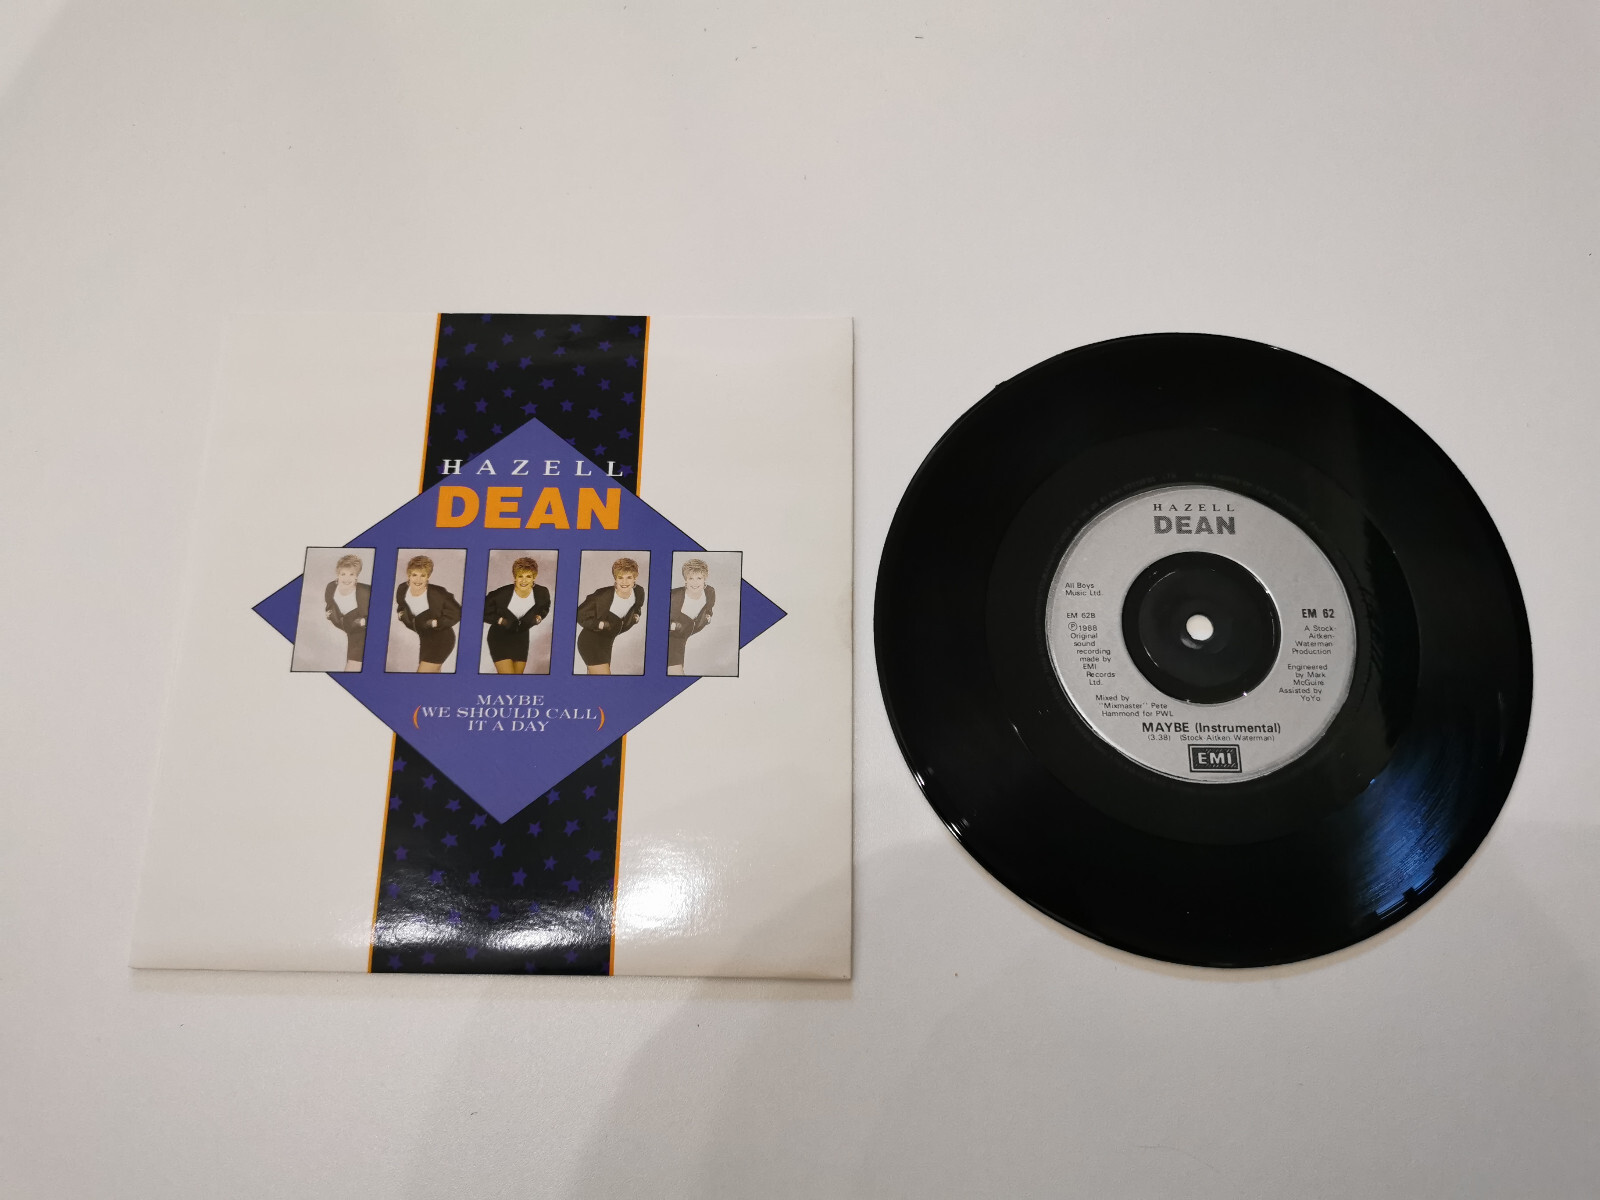 HAZELL
DEAN
MAYBE
(WE SHOULD CALL)
IT A DAY
HAZELL
DEAN
All Boys
Music Ltd.
EM 62B
Ⓟ1988
Original
sound
recording
made by
EMI
Records
Ltd.
EM 62
A Stock-
Aitken-
Waterman
Production
Engineered
by Mark
McGuire
Assisted by
YoYo
Mixed by
"Mixmaster" Pete
Hammond for PWL
MAYBE (Instrumental)
(3.38) (Stock-Aitken-Waterman)
EMI